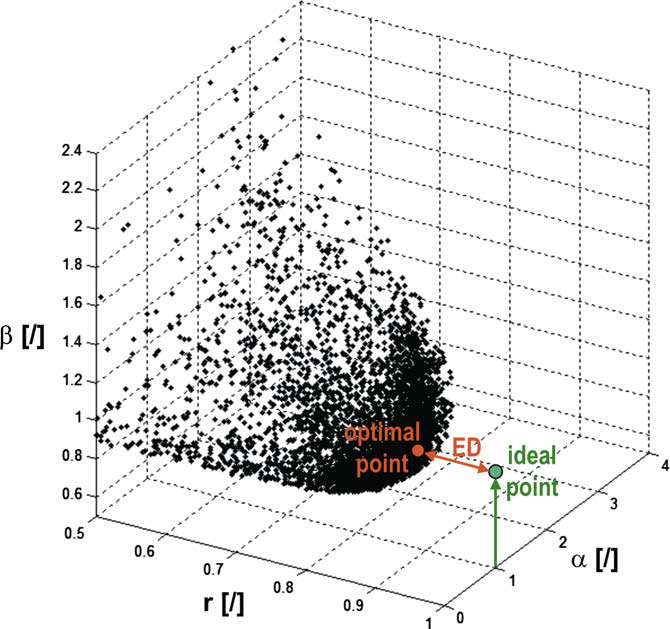 2.4
2.2
2
1.8
1.6
1.4
1.2
1
0.8
0.6
β [/]
optimal
point
ED
ideal
point
0.5
0.6
0.7
0.8
0.9
1
r [/]
0
1
2
3
4
α [/]